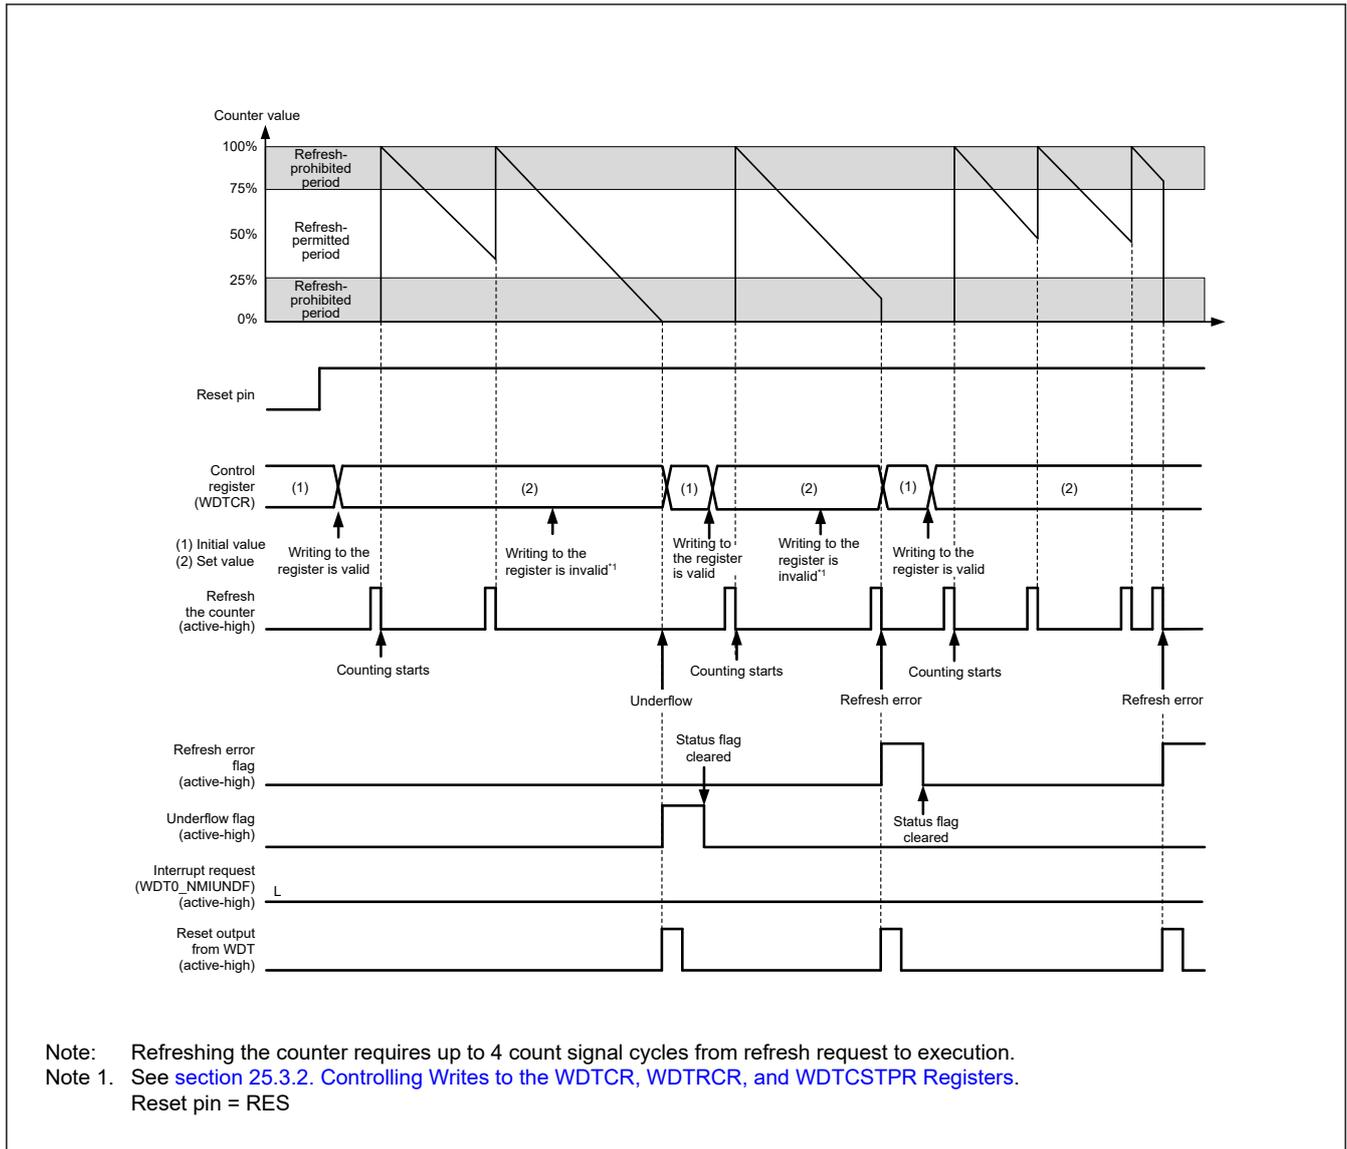 Counter value
100%
Refresh-
prohibited
period
75%
50%
Refresh-
permitted
period
25%
Refresh-
prohibited
period
0%
Reset pin
Control
register
(WDTCR)
(1)
(2)
(1)
(2)
(1)
(2)
(1) Initial value
(2) Set value
Writing to the
register is valid
Writing to the
register is invalid*1
Writing to
the register
is valid
Writing to the
register is
invalid*1
Writing to the
register is valid
Refresh
the counter
(active-high)
Counting starts
Counting starts
Counting starts
Underflow
Refresh error
Refresh error
Status flag
cleared
Refresh error
flag
(active-high)
Status flag
cleared
Underflow flag
(active-high)
Interrupt request
(WDT0_NMIUNDF)
(active-high)
L
Reset output
from WDT
(active-high)
Note: Refreshing the counter requires up to 4 count signal cycles from refresh request to execution.
Note 1. See section 25.3.2. Controlling Writes to the WDTCR, WDTRCR, and WDTCSTPR Registers.
Reset pin = RES